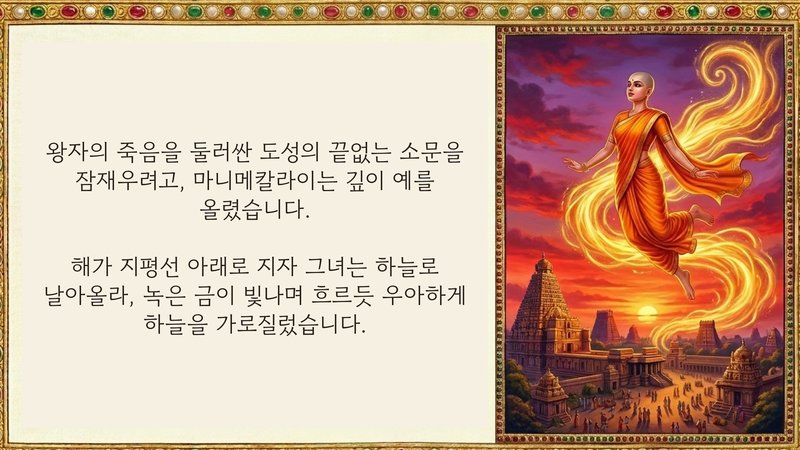 왕자의 죽음을 둘러싼 도성의 끝없는 소문을
잠재우려고, 마니메칼라이는 깊이 예를
올렸습니다.
해가 지평선 아래로 지자 그녀는 하늘로
날아올라, 녹은 금이 빛나며 흐르듯 우아하게
하늘을 가로질렀습니다.